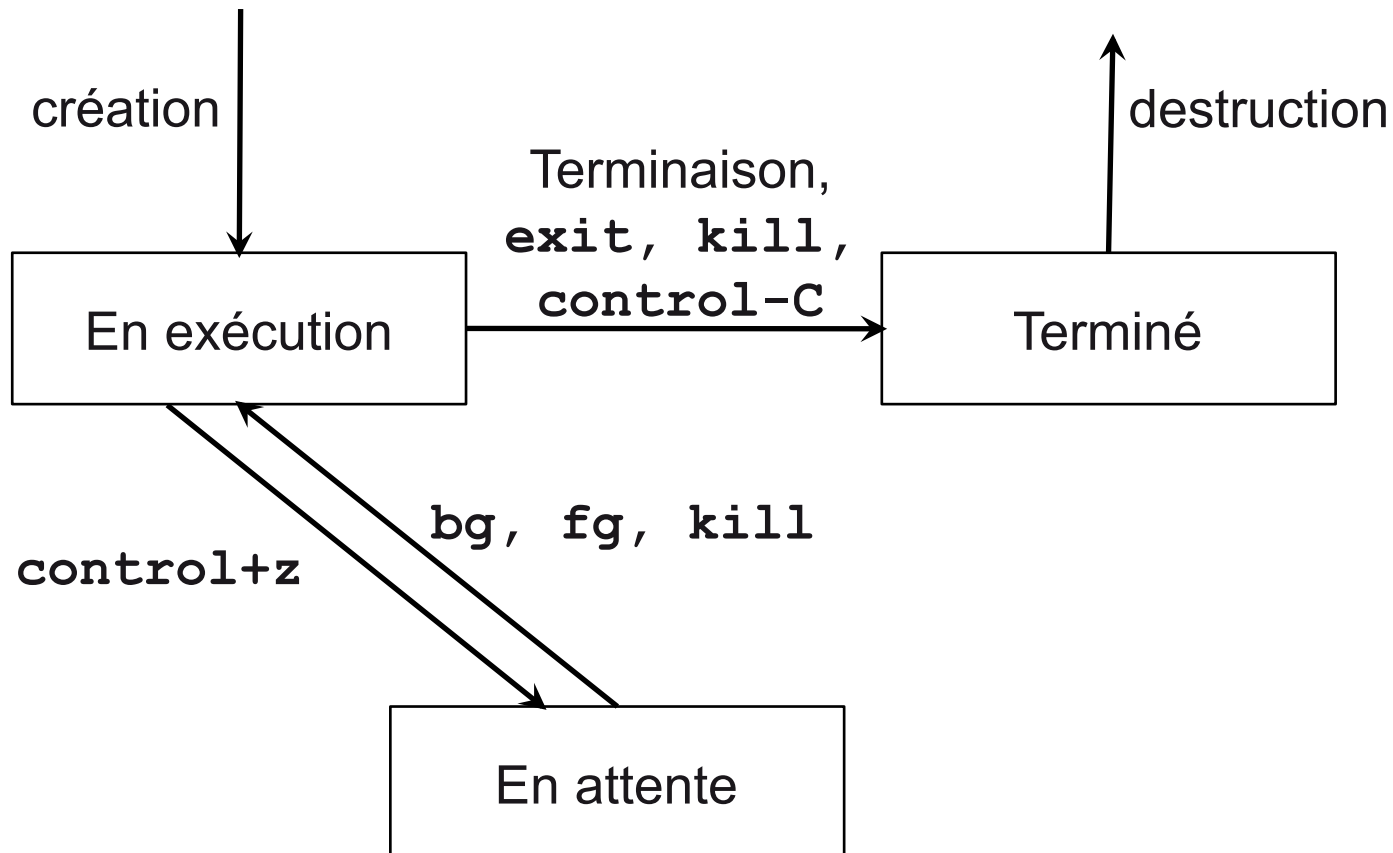 création
destruction
Terminaison,
exit, kill,
control-C
En exécution
Terminé
bg, fg, kill
control+z
En attente